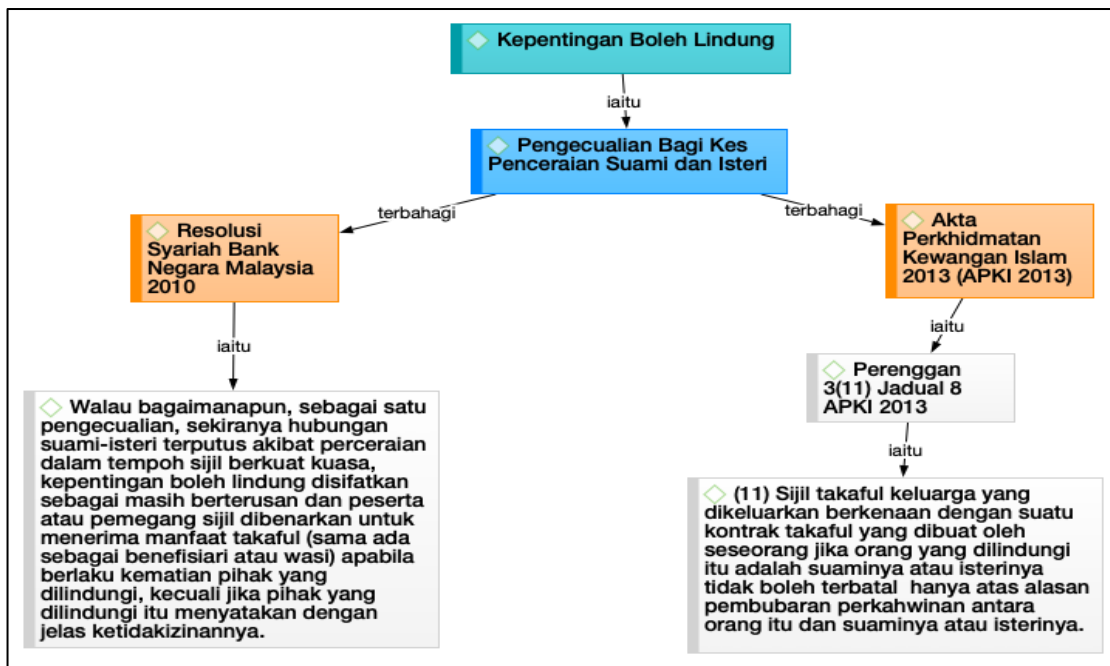 Kepentingan Boleh Lindung
iaitu
Pengecualian Bagi Kes
Penceraian Suami dan Isteri
terbahagi
terbahagi
Resolusi
Syariah Bank
Negara Malaysia
2010
Akta
Perkhidmatan
Kewangan Islam
2013 (APKI 2013)
iaitu
iaitu
Perenggan
3(11) Jadual 8
APKI 2013
iaitu
Walau bagaimanapun, sebagai satu
pengecualian, sekiranya hubungan
suami-isteri terputus akibat perceraian
dalam tempoh sijil berkuat kuasa,
kepentingan boleh lindung disifatkan
sebagai masih berterusan dan peserta
atau pemegang sijil dibenarkan untuk
menerima manfaat takaful (sama ada
sebagai benefisiari atau wasi) apabila
berlaku kematian pihak yang
dilindungi, kecuali jika pihak yang
dilindungi itu menyatakan dengan
jelas ketidakizinannya.
(11) Sijil takaful keluarga yang
dikeluarkan berkenaan dengan suatu
kontrak takaful yang dibuat oleh
seseorang jika orang yang dilindungi
itu adalah suaminya atau isterinya
tidak boleh terbatal hanya atas alasan
pembubaran perkahwinan antara
orang itu dan suaminya atau isterinya.